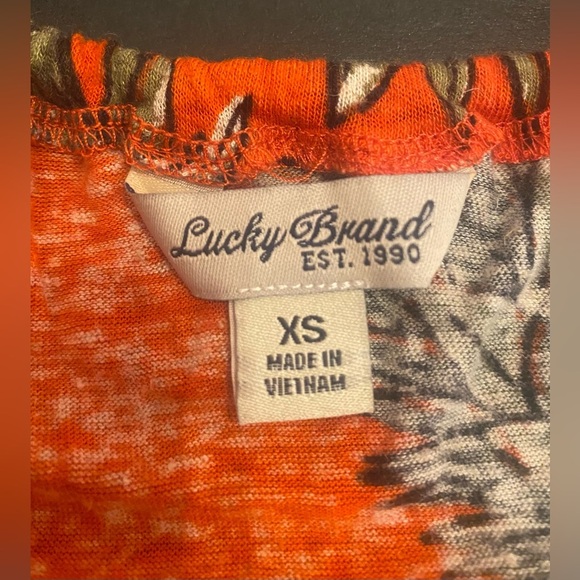 Lucky Brand
EST. 1990
XS
MADE IN
VIETNAM